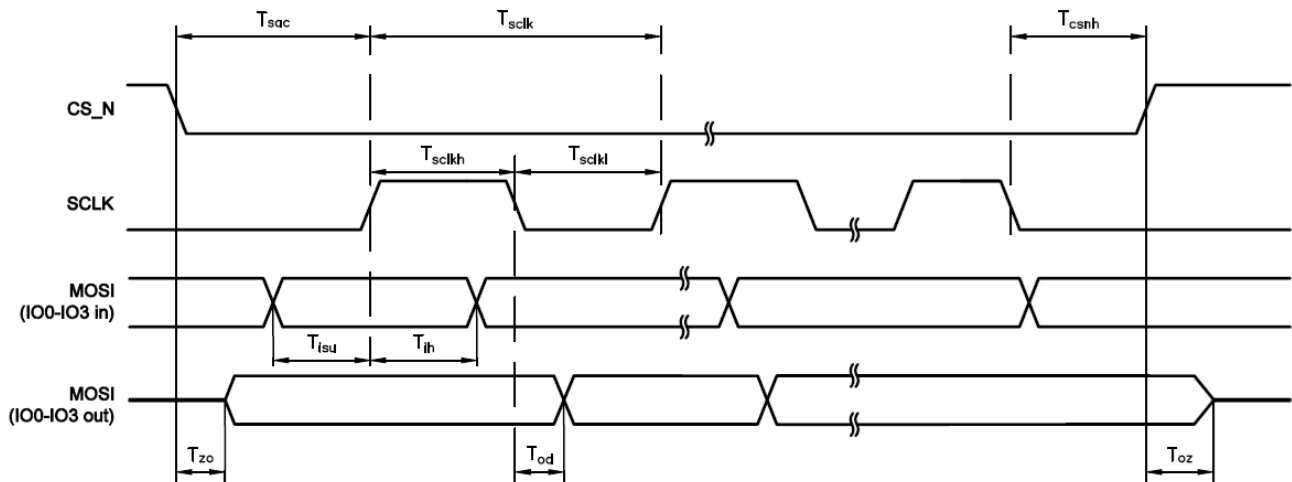 Tsac Tsclk Tcsnh
CS_N
Tsclkh Tsclkl
SCLK
MOSI
(IO0-IO3 in)
Tisu Tih
MOSI
(IO0-IO3 out)
Tzo Tod Toz